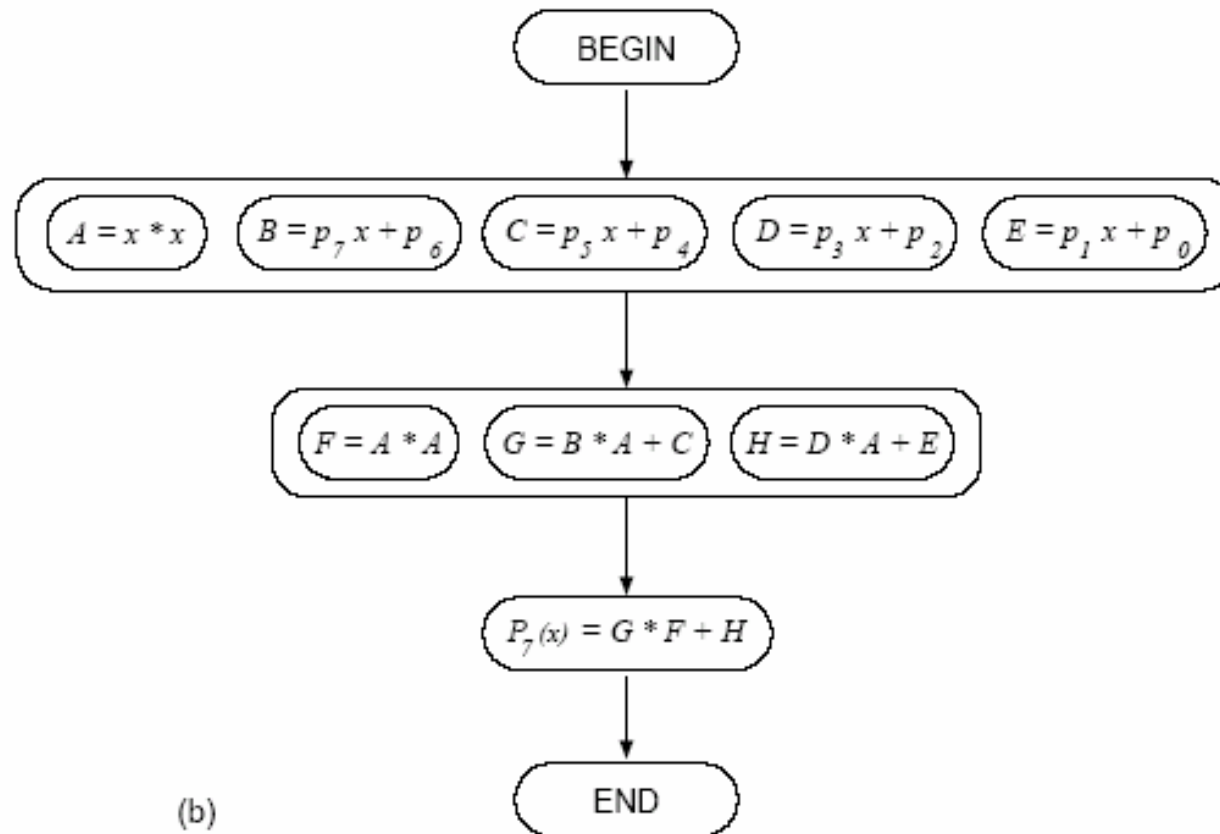 BEGIN
A = x * x
B = p₇ x + p₆
C = p₅ x + p₄
D = p₃ x + p₂
E = p₁ x + p₀
F = A * A
G = B * A + C
H = D * A + E
P₇(x) = G * F + H
END
(b)